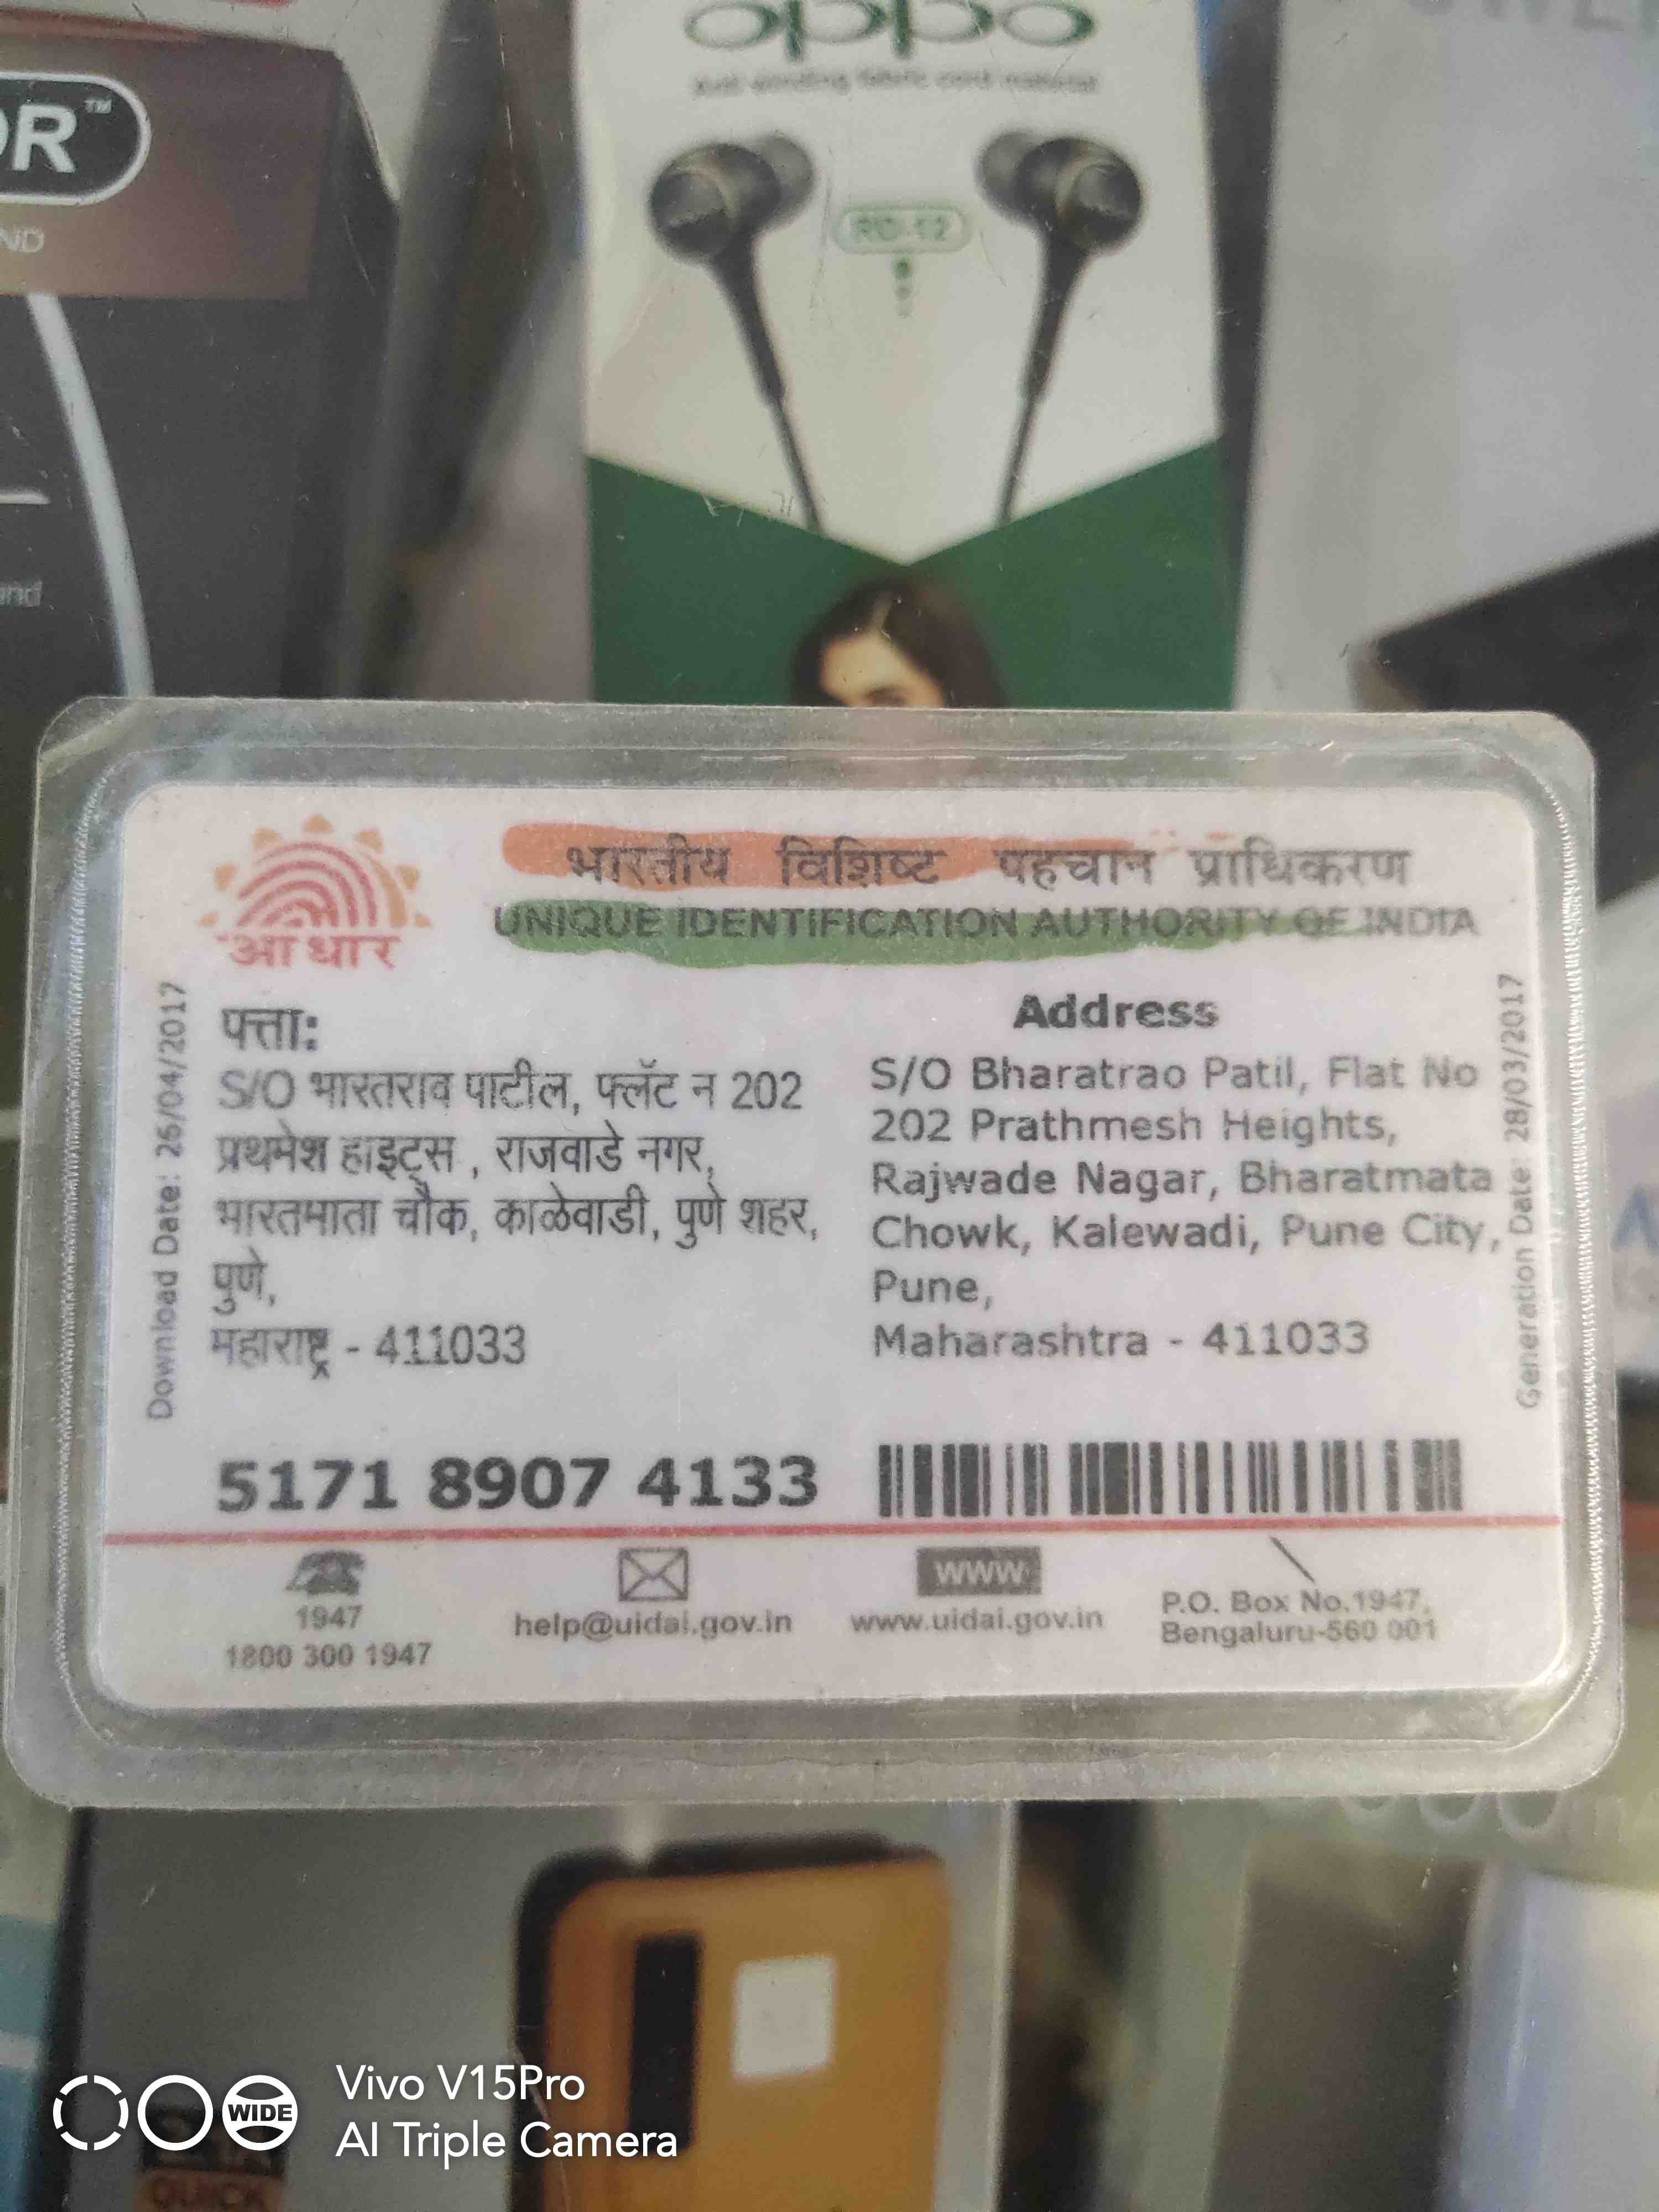 oppo
Anti-winding fabric cord material
RD-12
OR™
ND
भारतीय विशिष्ट पहचान प्राधिकरण
UNIQUE IDENTIFICATION AUTHORITY OF INDIA
आधार
Download Date: 25/04/2017
पत्ता:
S/O भारतराव पाटील, फ्लॅट न 202
प्रथमेश हाइट्स , राजवाडे नगर,
भारतमाता चौक, काळेवाडी, पुणे शहर,
पुणे,
महाराष्ट्र - 411033
Address
S/O Bharatrao Patil, Flat No
202 Prathmesh Heights,
Rajwade Nagar, Bharatmata
Chowk, Kalewadi, Pune City,
Pune,
Maharashtra - 411033
Generation Date: 28/03/2017
5171 8907 4133
1947
1800 300 1947
help@uidai.gov.in
www
www.uidai.gov.in
P.O. Box No.1947,
Bengaluru-560 001
WIDE
Vivo V15Pro
AI Triple Camera
QUICK